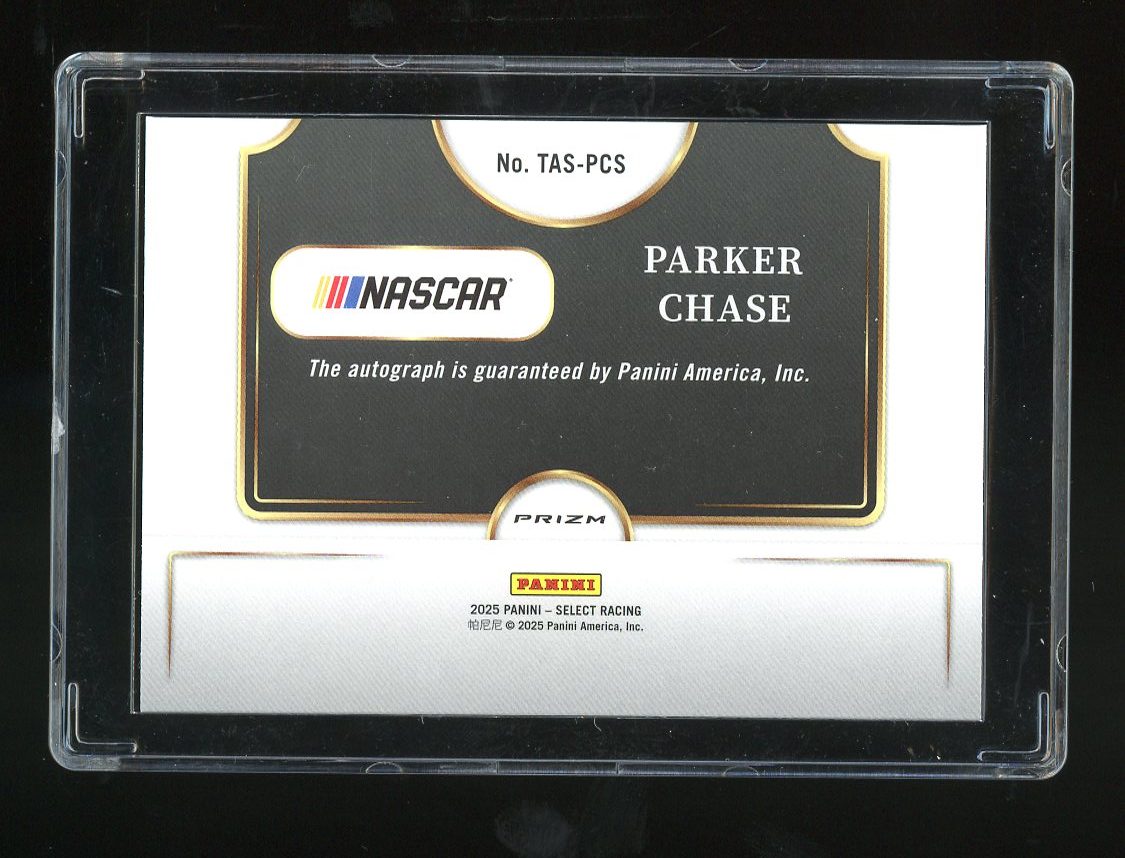 No. TAS-PCS
NASCAR
PARKER
CHASE
The autograph is guaranteed by Panini America, Inc.
PRIZM
PANINI
2025 PANINI – SELECT RACING
帕尼尼 © 2025 Panini America, Inc.